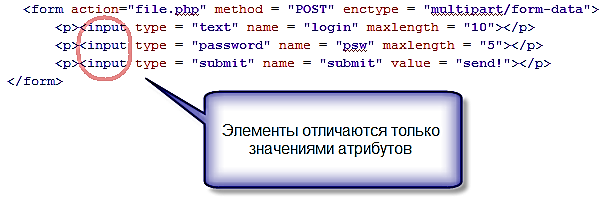 <form action="file.php" method = "POST" enctype = "multipart/form-data">
<p><input type = "text" name = "login" maxlength = "10"></p>
<p><input type = "password" name = "psw" maxlength = "5"></p>
<p><input type = "submit" name = "submit" value = "send!"></p>
</form>
Элементы отличаются только
значениями атрибутов